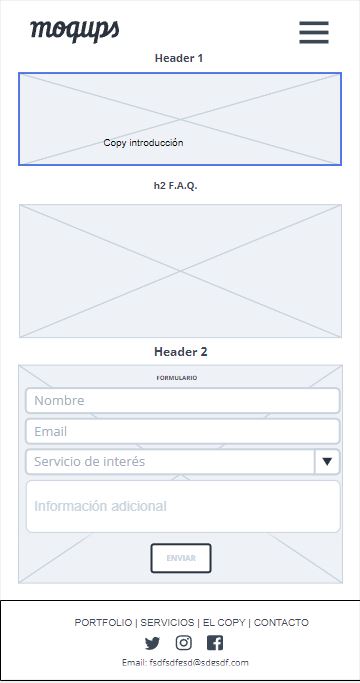 moqups
Header 1
Copy introducción
h2 F.A.Q.
Header 2
FORMULARIO
Nombre
Email
Servicio de interés
Información adicional
ENVIAR
PORTFOLIO | SERVICIOS | EL COPY | CONTACTO
Email: fsdfsdfesd@sdesdf.com